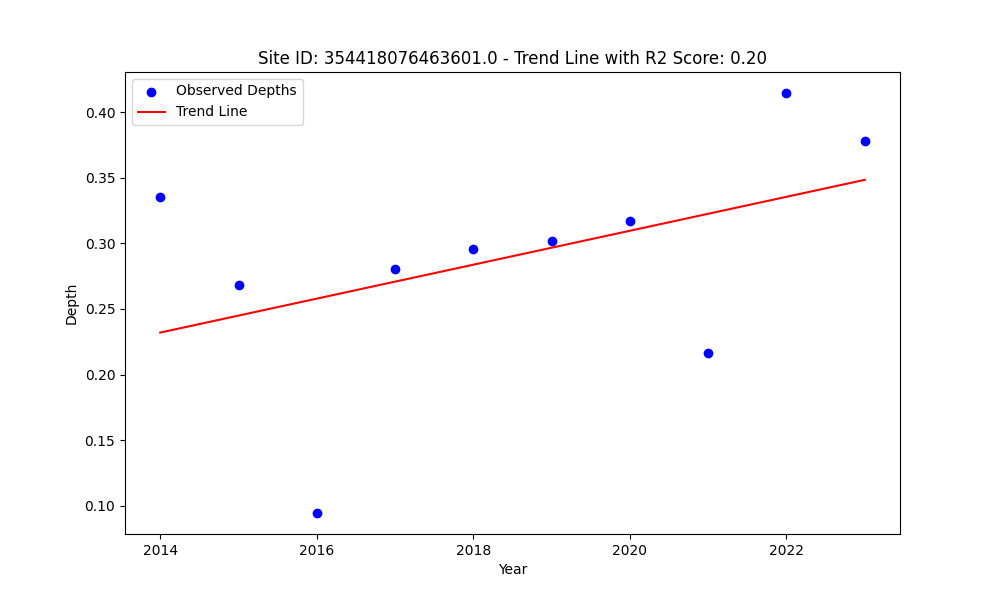 Site ID: 354418076463601.0 - Trend Line with R2 Score: 0.20
Observed Depths
Trend Line
0.40
0.35
0.30
0.25
0.20
0.15
0.10
Depth
2014
2016
2018
2020
2022
Year